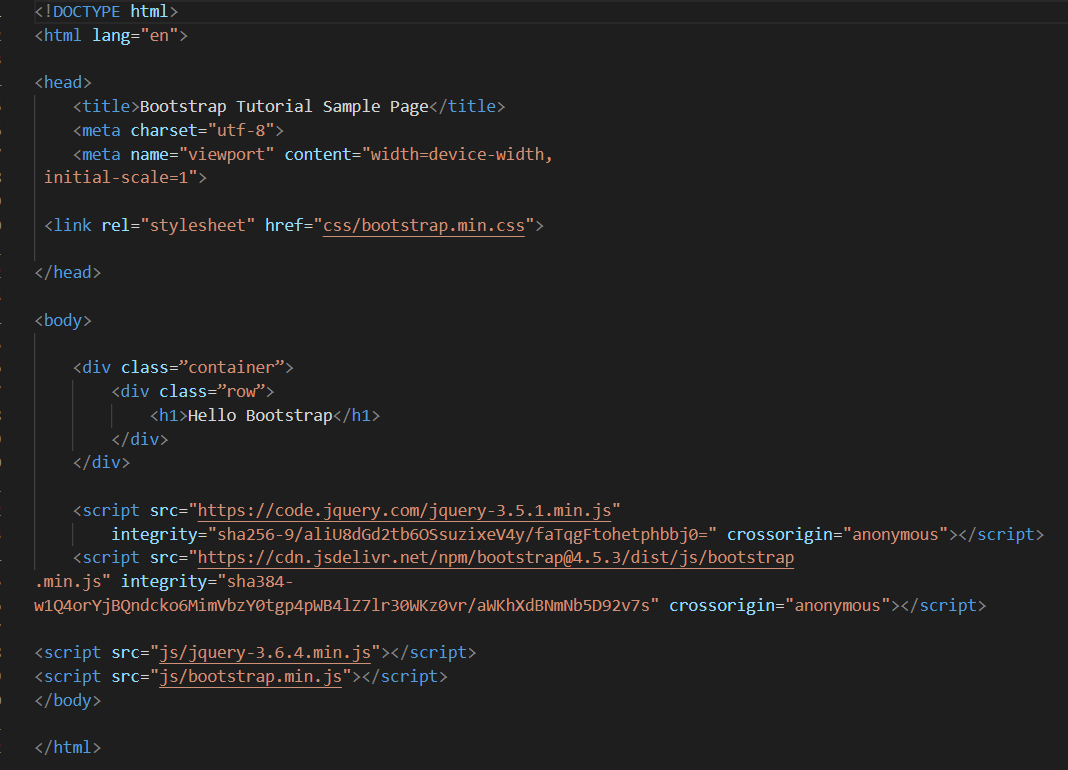 <!DOCTYPE html>
<html lang="en">
<head>
<title>Bootstrap Tutorial Sample Page</title>
<meta charset="utf-8">
<meta name="viewport" content="width=device-width,
initial-scale=1">
<link rel="stylesheet" href="css/bootstrap.min.css">
</head>
<body>
<div class=”container”>
<div class=”row”>
<h1>Hello Bootstrap</h1>
</div>
</div>
<script src="https://code.jquery.com/jquery-3.5.1.min.js"
integrity="sha256-9/aliU8dGd2tb6OSsuzixeV4y/faTqgFtohetphbbj0=" crossorigin="anonymous"></script>
<script src="https://cdn.jsdelivr.net/npm/bootstrap@4.5.3/dist/js/bootstrap
.min.js" integrity="sha384-
w1Q4orYjBQndcko6MimVbzY0tgp4pWB4lZ7lr30WKz0vr/aWKhXdBNmNb5D92v7s" crossorigin="anonymous"></script>
<script src="js/jquery-3.6.4.min.js"></script>
<script src="js/bootstrap.min.js"></script>
</body>
</html>